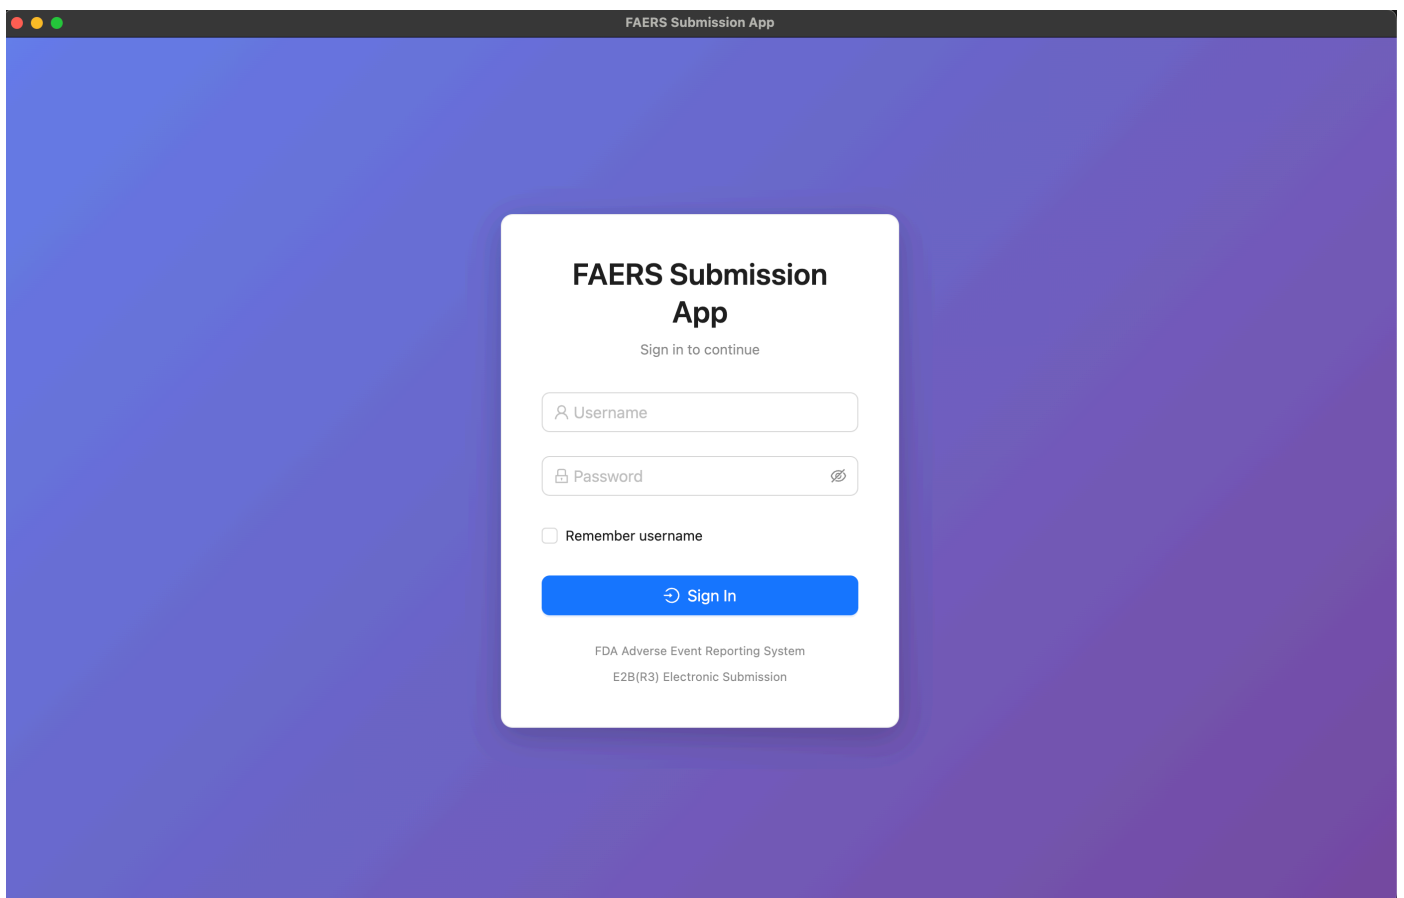 FAERS Submission App
FAERS Submission
App
Sign in to continue
Username
Password
Remember username
Sign In
FDA Adverse Event Reporting System
E2B(R3) Electronic Submission